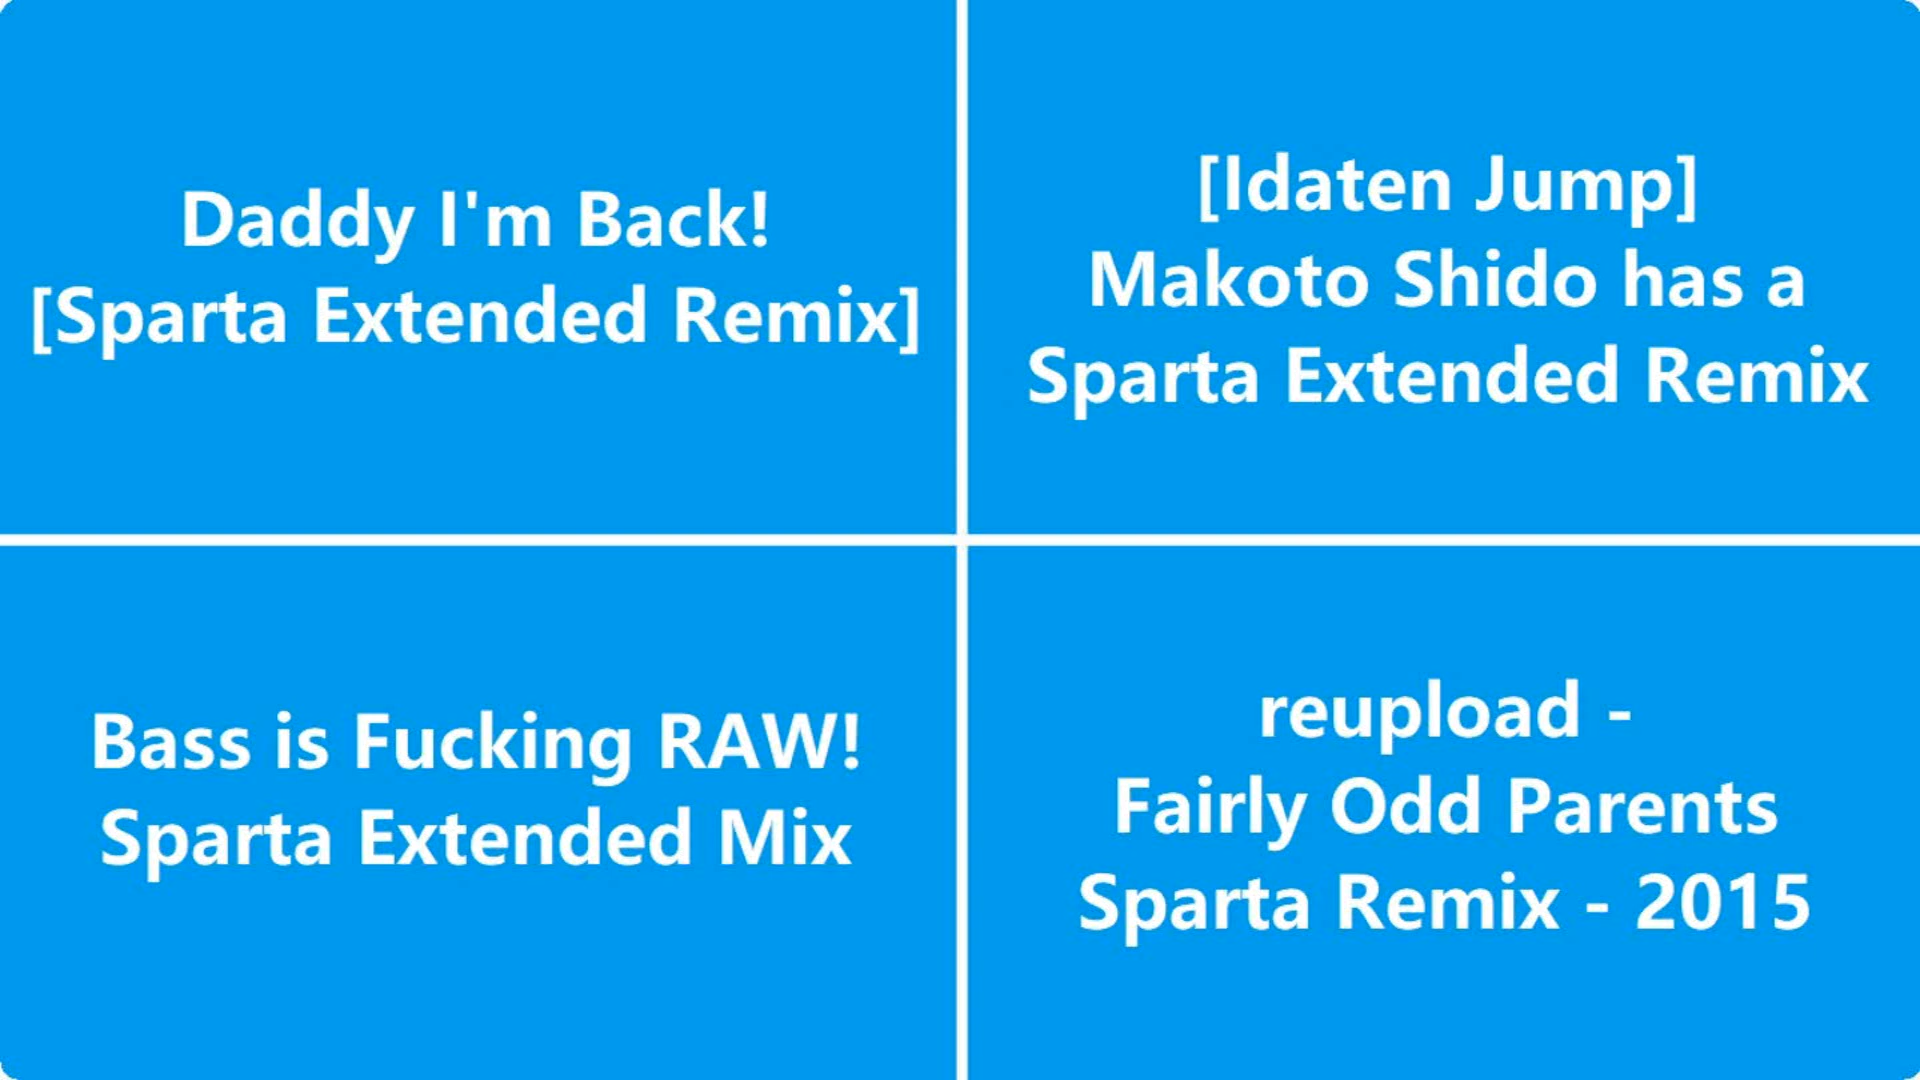 Daddy I'm Back!
[Sparta Extended Remix]
[Idaten Jump]
Makoto Shido has a
Sparta Extended Remix
Bass is Fucking RAW!
Sparta Extended Mix
reupload -
Fairly Odd Parents
Sparta Remix - 2015